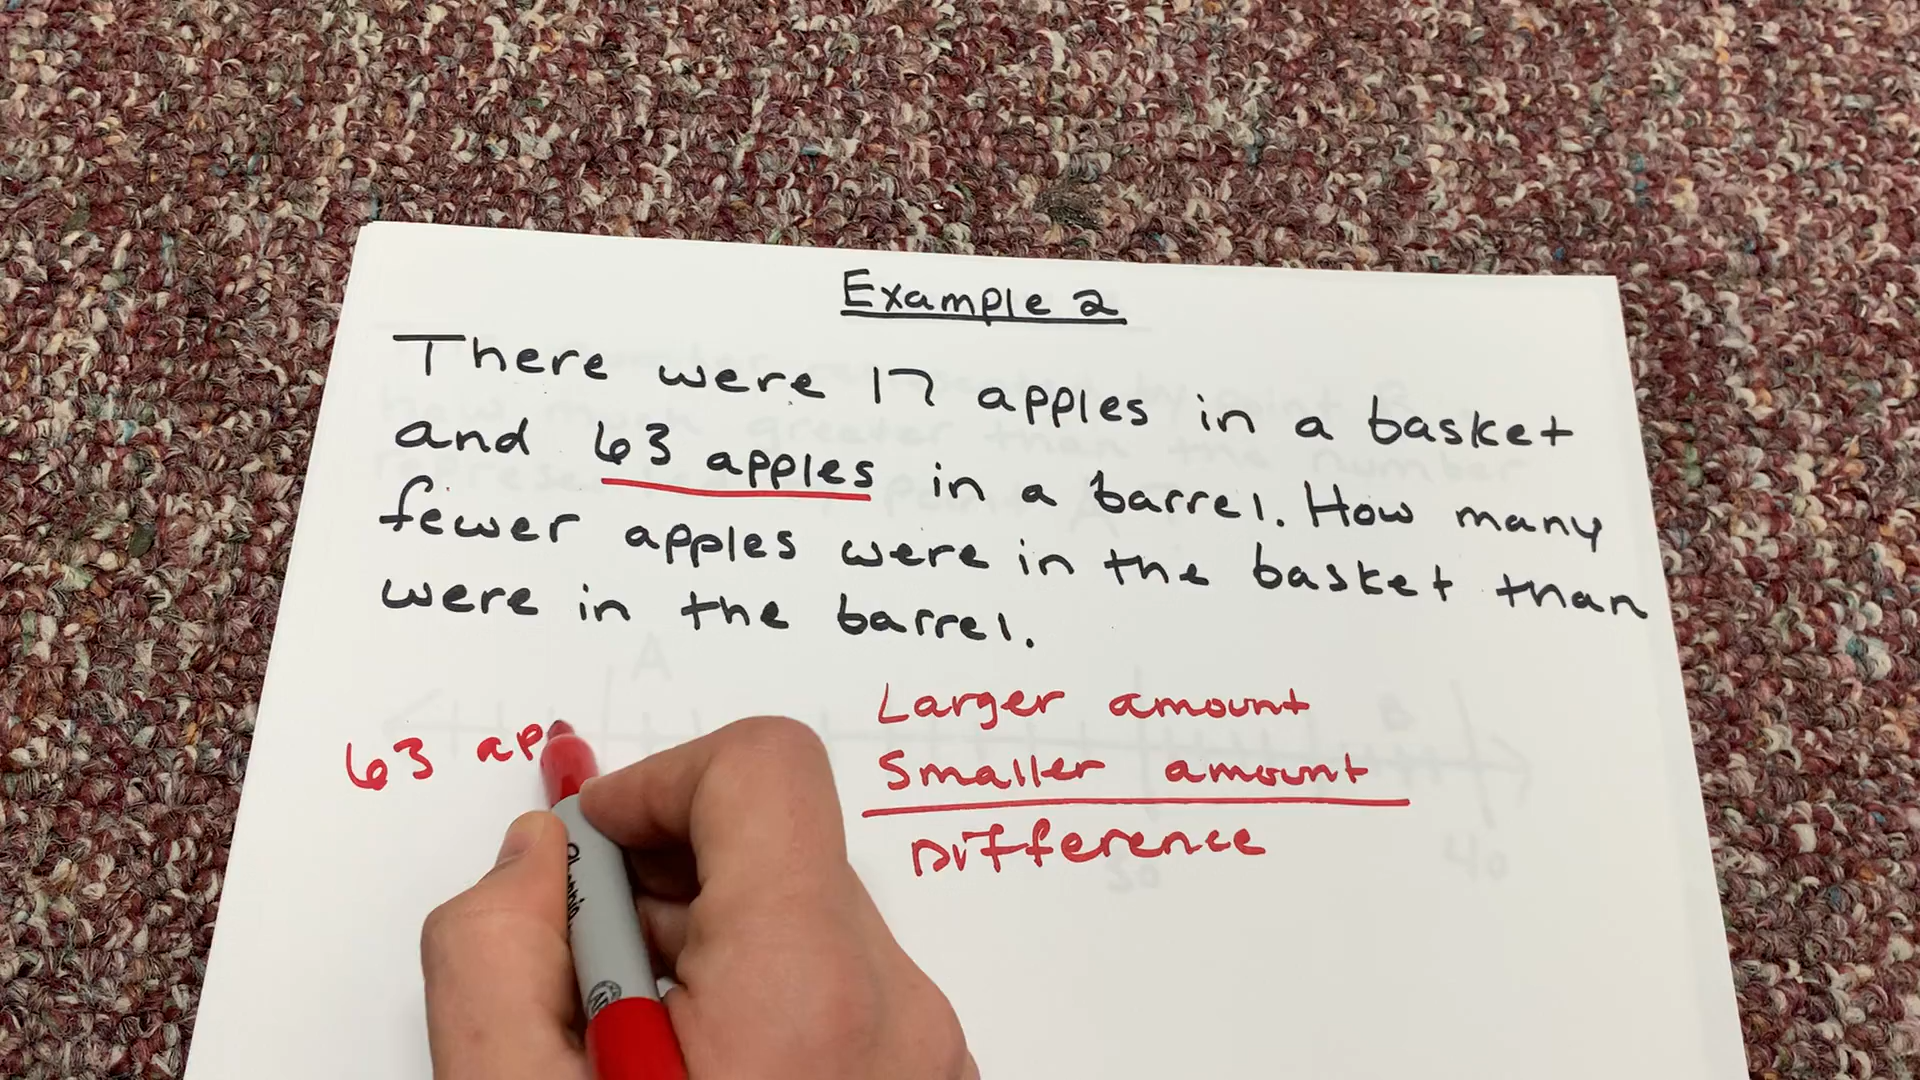 Example 2
There were 17 apples in a basket
and 63 apples in a barrel. How many
fewer apples were in the basket than
were in the barrel.
Larger amount
63 ap
Smaller amount
Difference
Sharpie